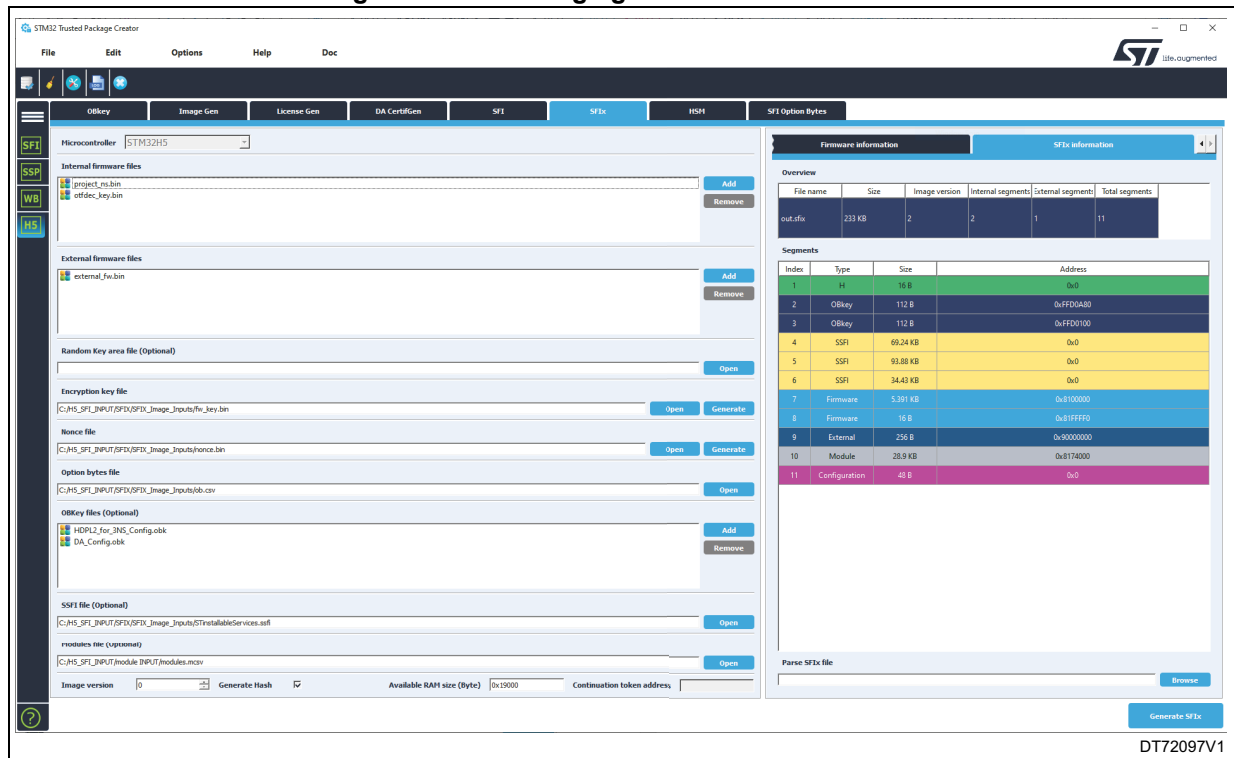 STM32 Trusted Package Creator
File Edit Options Help Doc
ST life.augmented
OBkey Image Gen License Gen DA CertifGen SFI SFIx HSM SFI Option Bytes
SFI
SSP
WB
H5
Microcontroller STM32H5
Internal firmware files
project_ns.bin
otfdec_key.bin
Add
Remove
External firmware files
external_fw.bin
Add
Remove
Random Key area file (Optional)
Open
Encryption key file
C:/H5_SFI_INPUT/SFIX/SFIX_Image_Inputs/fw_key.bin
Open Generate
Nonce file
C:/H5_SFI_INPUT/SFIX/SFIX_Image_Inputs/nonce.bin
Open Generate
Option bytes file
C:/H5_SFI_INPUT/SFIX/SFIX_Image_Inputs/ob.csv
Open
OBKey files (Optional)
HDPL2_for_3NS_Config.obk
DA_Config.obk
Add
Remove
SSFI file (Optional)
C:/H5_SFI_INPUT/SFIX/SFIX_Image_Inputs/STinstallableServices.ssfi
Open
Modules file (Optional)
C:/H5_SFI_INPUT/module INPUT/modules.mcsv
Open
Image version 0 Generate Hash Available RAM size (Byte) 0x19000 Continuation token address
Firmware information SFIx information
Overview
File name Size Image version Internal segments External segments Total segments
out.sfix 233 KB 2 2 1 11
Segments
Index Type Size Address
1 H 16 B 0x0
2 OBkey 112 B 0xFFD0A80
3 OBkey 112 B 0xFFD0100
4 SSFI 69.24 KB 0x0
5 SSFI 93.88 KB 0x0
6 SSFI 34.43 KB 0x0
7 Firmware 5.391 KB 0x8100000
8 Firmware 16 B 0x81FFFF0
9 External 256 B 0x90000000
10 Module 28.9 KB 0x8174000
11 Configuration 48 B 0x0
Parse SFIx file
Browse
?
Generate SFIx
DT72097V1